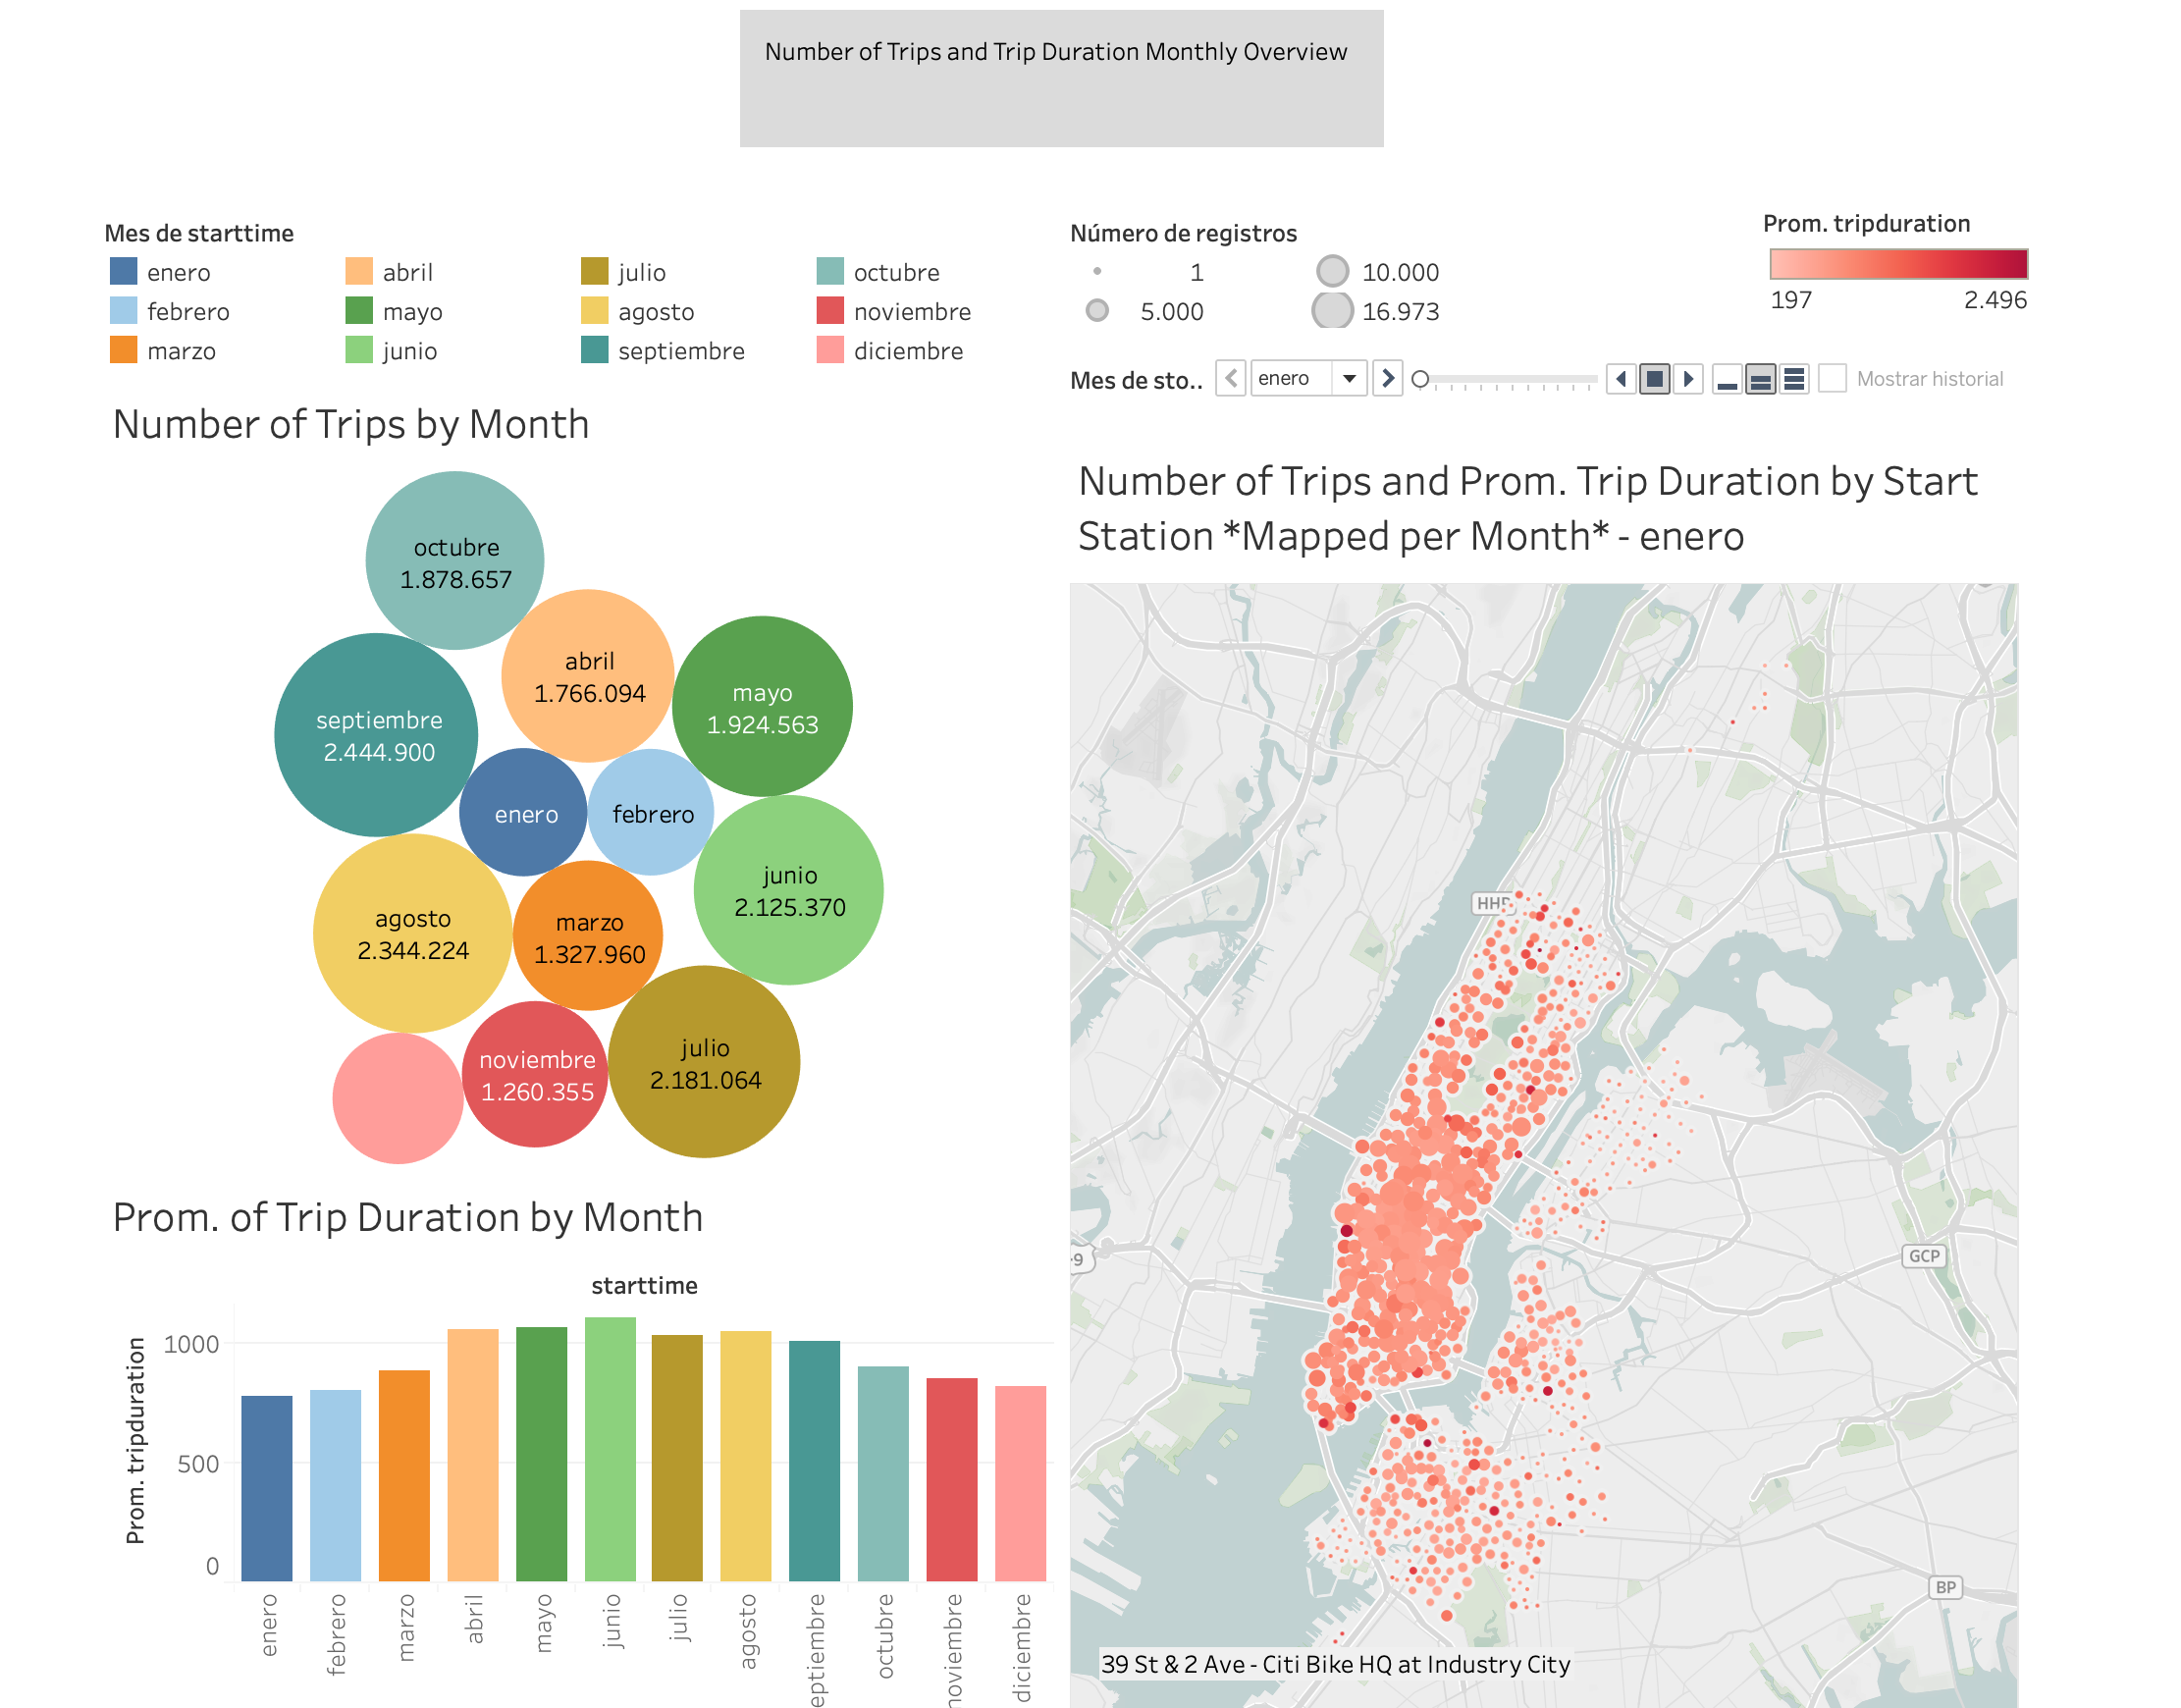 Number of Trips and Trip Duration Monthly Overview
Mes de starttime
enero
abril
julio
octubre
febrero
mayo
agosto
noviembre
marzo
junio
septiembre
diciembre
Número de registros
1
10.000
5.000
16.973
Prom. tripduration
197
2.496
Mes de sto..
enero
Mostrar historial
Number of Trips by Month
octubre
1.878.657
abril
1.766.094
mayo
1.924.563
septiembre
2.444.900
enero
febrero
junio
2.125.370
agosto
2.344.224
marzo
1.327.960
julio
2.181.064
noviembre
1.260.355
Prom. of Trip Duration by Month
starttime
Prom. tripduration
1000
500
0
enero
febrero
marzo
abril
mayo
junio
julio
agosto
eptiembre
octubre
noviembre
diciembre
Number of Trips and Prom. Trip Duration by Start
Station *Mapped per Month* - enero
GCP
BP
39 St & 2 Ave - Citi Bike HQ at Industry City